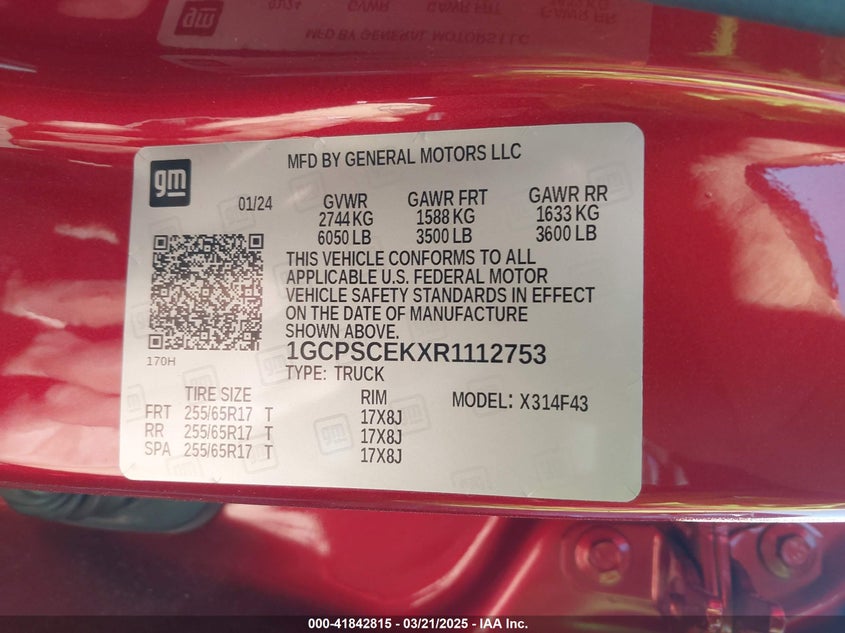 gm
MFD BY GENERAL MOTORS LLC
01/24
GVWR GAWR FRT GAWR RR
2744 KG 1588 KG 1633 KG
6050 LB 3500 LB 3600 LB
THIS VEHICLE CONFORMS TO ALL
APPLICABLE U.S. FEDERAL MOTOR
VEHICLE SAFETY STANDARDS IN EFFECT
ON THE DATE OF MANUFACTURE
SHOWN ABOVE.
1GCPSCEKXR1112753
170H
TYPE: TRUCK
TIRE SIZE RIM MODEL: X314F43
FRT 255/65R17 T 17X8J
RR 255/65R17 T 17X8J
SPA 255/65R17 T 17X8J
000-41842815 - 03/21/2025 - IAA Inc.